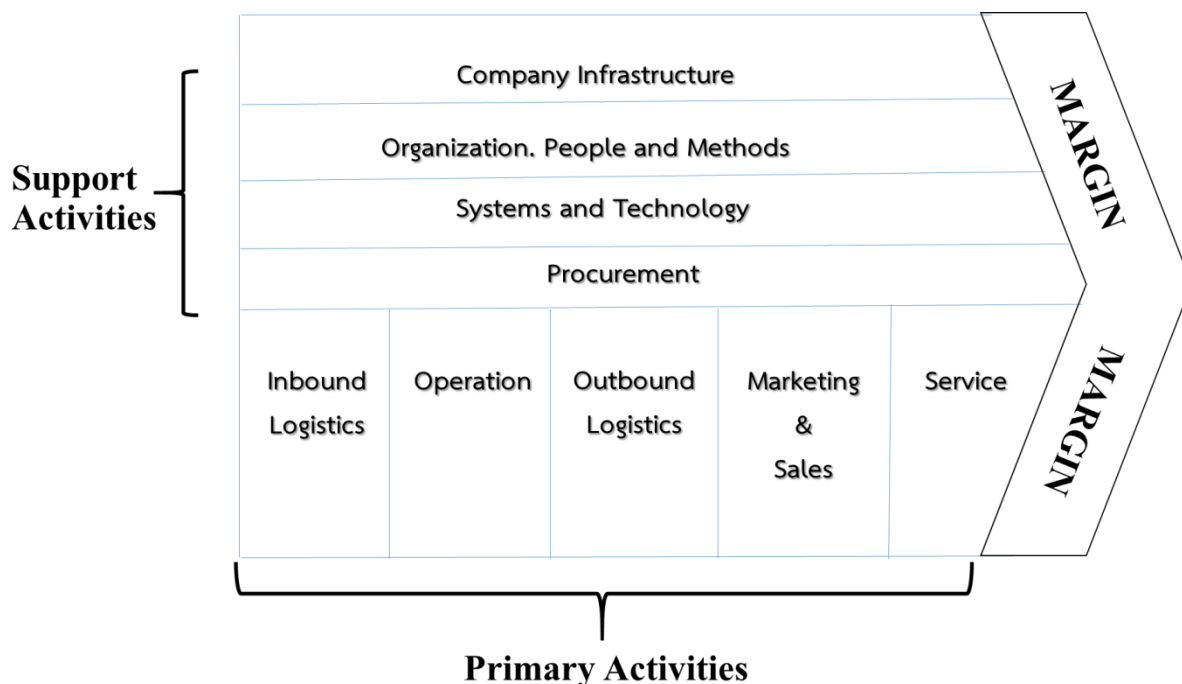 Company Infrastructure
Organization. People and Methods
Support
Activities
Systems and Technology
Procurement
Inbound
Logistics
Operation
Outbound
Logistics
Marketing
&
Sales
Service
MARGIN
MARGIN
Primary Activities